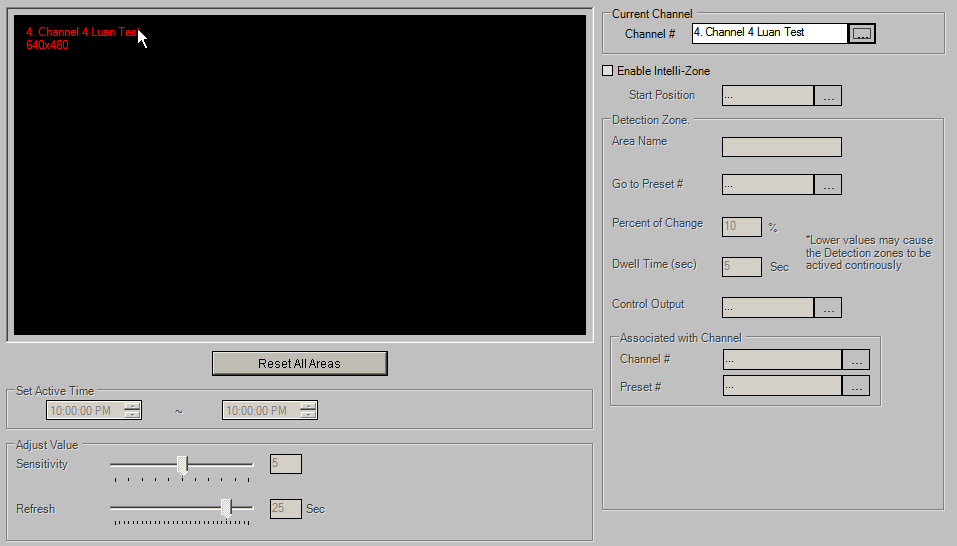 4. Channel 4 Luan Tes
640x480
Reset All Areas
Set Active Time
10:00:00 PM ~ 10:00:00 PM
Adjust Value
Sensitivity 5
Refresh 25 Sec
Current Channel
Channel # 4. Channel 4 Luan Test ...
Enable Intelli-Zone
Start Position ... ...
Detection Zone.
Area Name
Go to Preset # ... ...
Percent of Change 10 %
*Lower values may cause
the Detection zones to be
actived continously
Dwell Time (sec) 5 Sec
Control Output ... ...
Associated with Channel
Channel # ... ...
Preset # ... ...